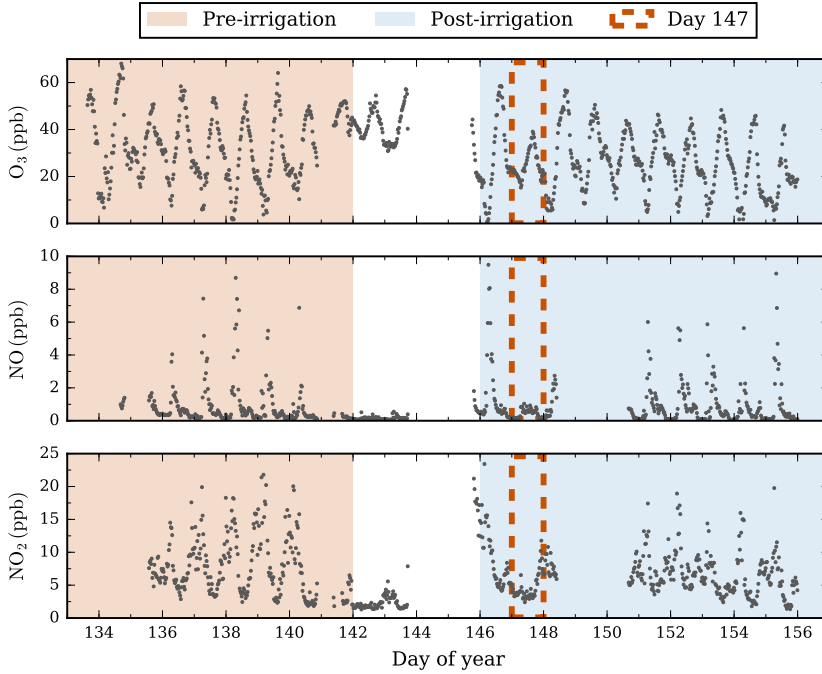 Pre-irrigation Post-irrigation Day 147
O₃ (ppb)
60
40
20
0
NO (ppb)
10
8
6
4
2
0
NO₂ (ppb)
25
20
15
10
5
0
134 136 138 140 142 144 146 148 150 152 154 156
Day of year